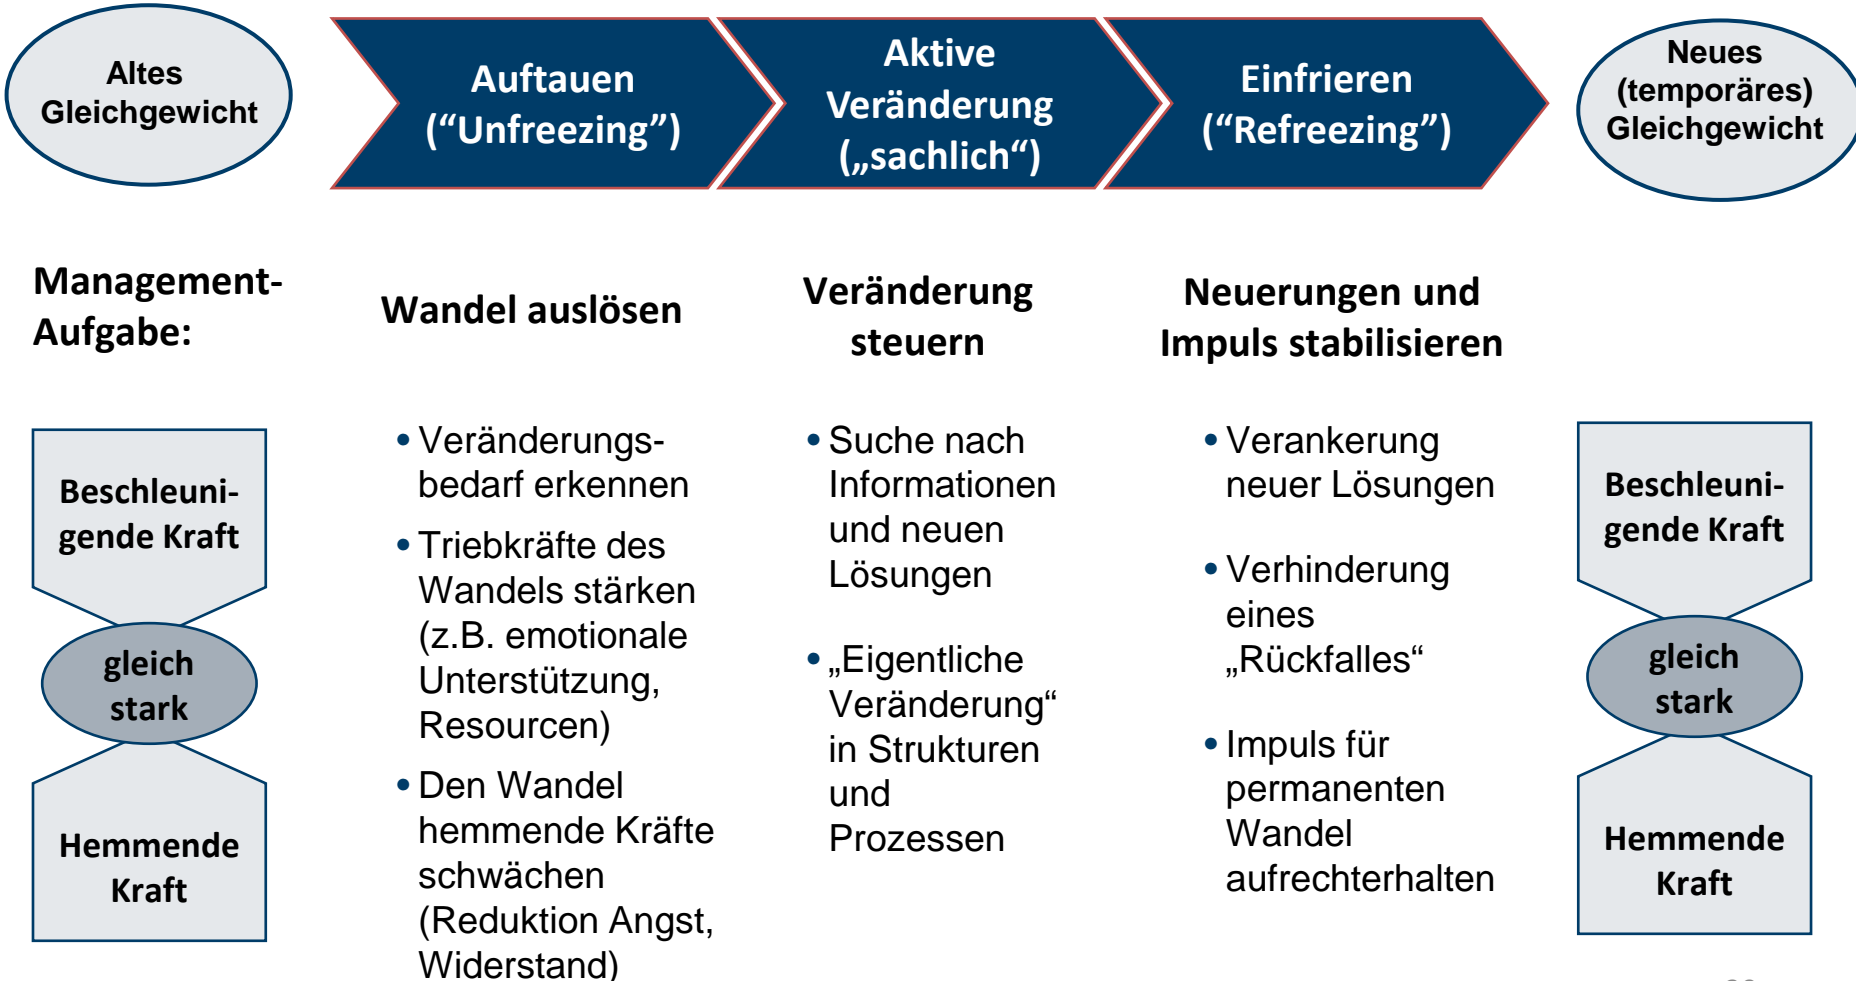 Altes
Gleichgewicht
Auftauen
(“Unfreezing”)
Aktive
Veränderung
(„sachlich“)
Einfrieren
(“Refreezing”)
Neues
(temporäres)
Gleichgewicht
Management-
Aufgabe:
Wandel auslösen
Veränderung
steuern
Neuerungen und
Impuls stabilisieren
Beschleuni-
gende Kraft
gleich
stark
Hemmende
Kraft
• Veränderungs-
bedarf erkennen
• Triebkräfte des
Wandels stärken
(z.B. emotionale
Unterstützung,
Resourcen)
• Den Wandel
hemmende Kräfte
schwächen
(Reduktion Angst,
Widerstand)
• Suche nach
Informationen
und neuen
Lösungen
• „Eigentliche
Veränderung“
in Strukturen
und
Prozessen
• Verankerung
neuer Lösungen
• Verhinderung
eines
„Rückfalles“
• Impuls für
permanenten
Wandel
aufrechterhalten
Beschleuni-
gende Kraft
gleich
stark
Hemmende
Kraft